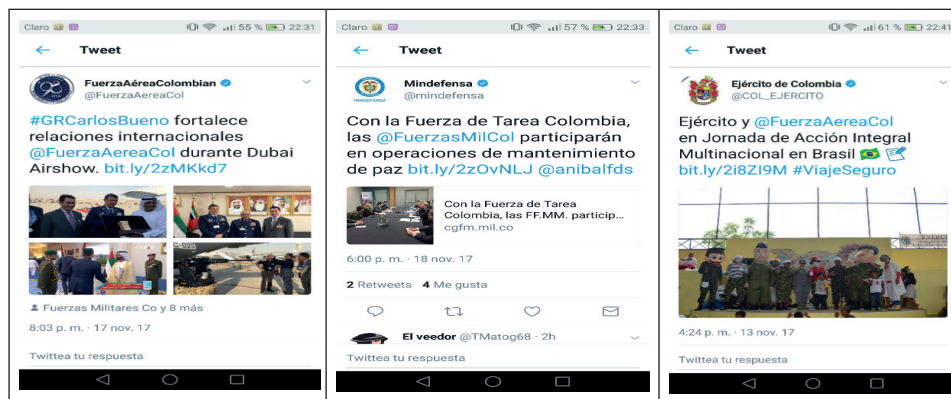 Claro 55 % 22:31
Tweet
FuerzaAéreaColombian
@FuerzaAereaCol
#GRCarlosBueno fortalece
relaciones internacionales
@FuerzaAereaCol durante Dubai
Airshow. bit.ly/2zMKkd7
Fuerzas Militares Co y 8 más
8:03 p. m. · 17 nov. 17
Twittea tu respuesta
Claro 57 % 22:33
Tweet
Mindefensa
@mindefensa
MINDEFENSA
Con la Fuerza de Tarea Colombia,
las @FuerzasMilCol participarán
en operaciones de mantenimiento
de paz bit.ly/2zOvNLJ @anibalfds
Con la Fuerza de Tarea
Colombia, las FF.MM. particip...
cgfm.mil.co
6:00 p. m. · 18 nov. 17
2 Retweets 4 Me gusta
El veedor @TMatog68 · 2h
Twittea tu respuesta
Claro 61 % 22:41
Tweet
Ejército de Colombia
@COL_EJERCITO
Ejército y @FuerzaAereaCol
en Jornada de Acción Integral
Multinacional en Brasil
bit.ly/2i8ZI9M #ViajeSeguro
4:24 p. m. · 13 nov. 17
Twittea tu respuesta